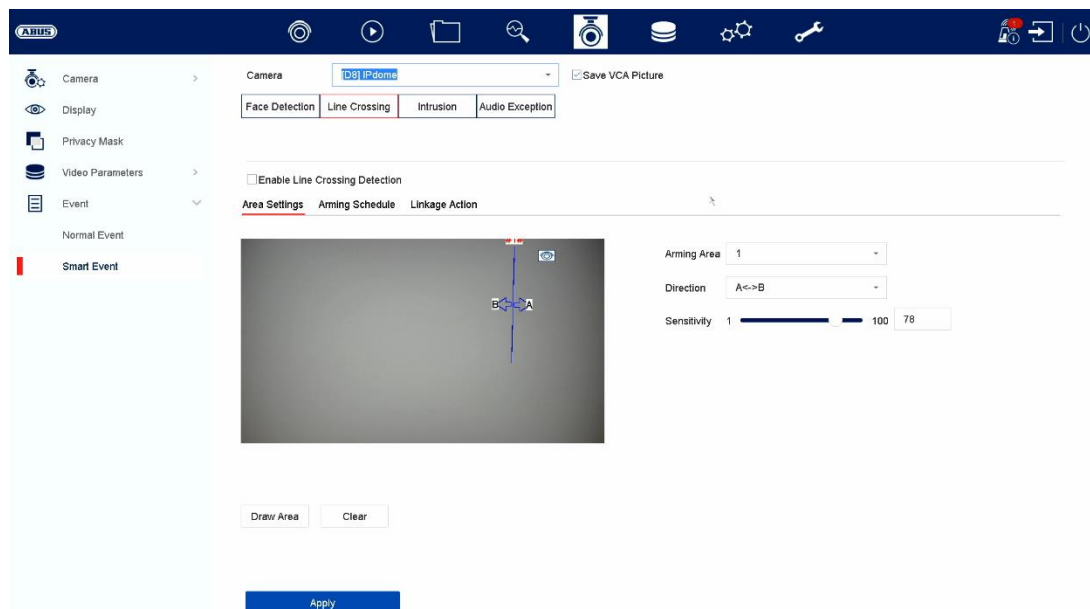 ABUS
Camera
Display
Privacy Mask
Video Parameters
Event
Normal Event
Smart Event
Camera [D8] IPdome Save VCA Picture
Face Detection Line Crossing Intrusion Audio Exception
Enable Line Crossing Detection
Area Settings Arming Schedule Linkage Action
#1#
B A
Arming Area 1
Direction A<->B
Sensitivity 1 100 78
Draw Area Clear
Apply